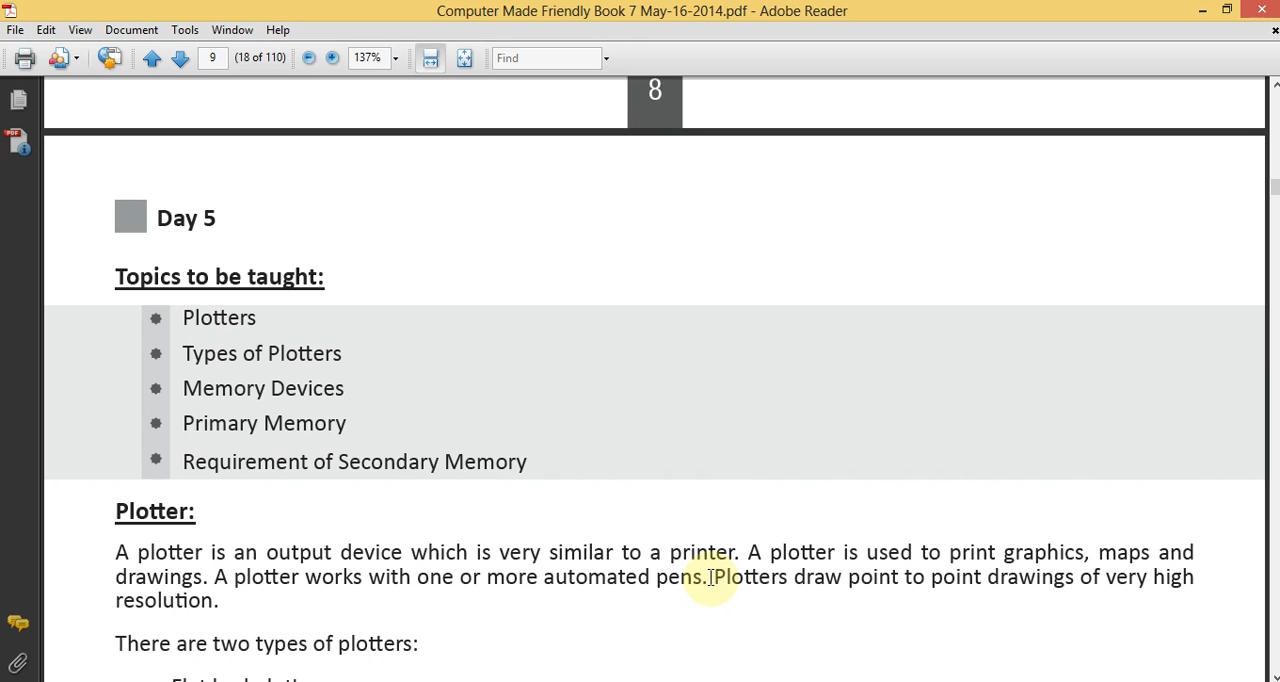 Computer Made Friendly Book 7 May-16-2014.pdf - Adobe Reader
File Edit View Document Tools Window Help
9 (18 of 110) 137% Find
8
Day 5
Topics to be taught:
Plotters
Types of Plotters
Memory Devices
Primary Memory
Requirement of Secondary Memory
Plotter:
A plotter is an output device which is very similar to a printer. A plotter is used to print graphics, maps and
drawings. A plotter works with one or more automated pens. Plotters draw point to point drawings of very high
resolution.
There are two types of plotters: